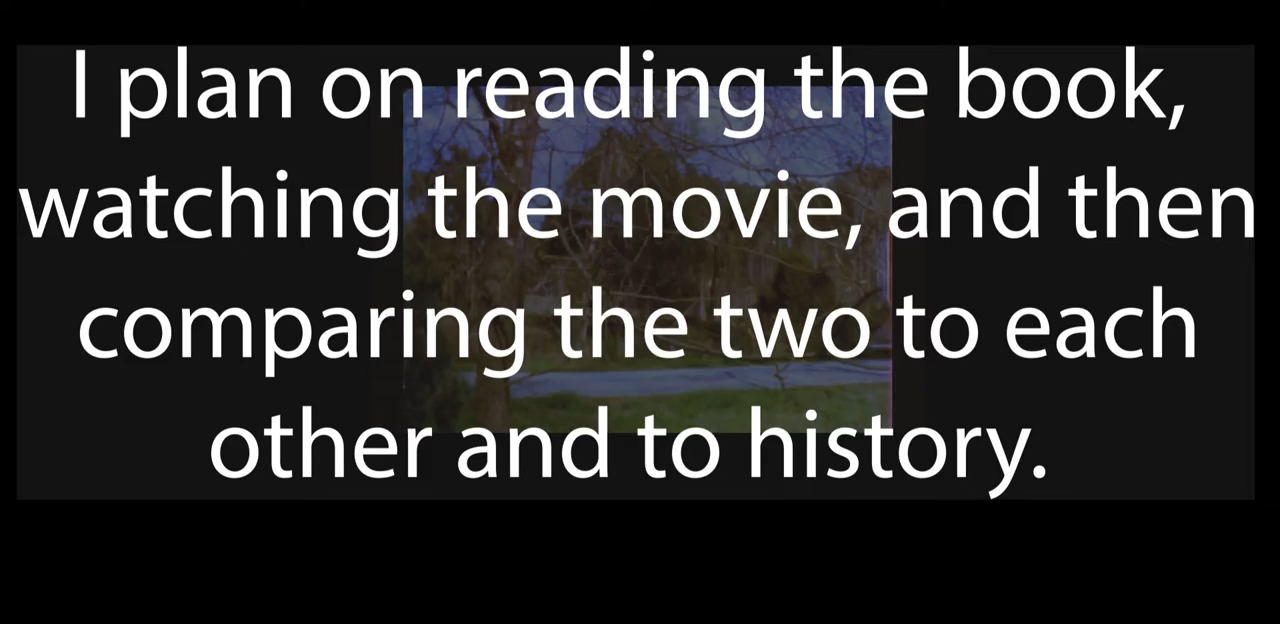 I plan on reading the book,
watching the movie, and then
comparing the two to each
other and to history.